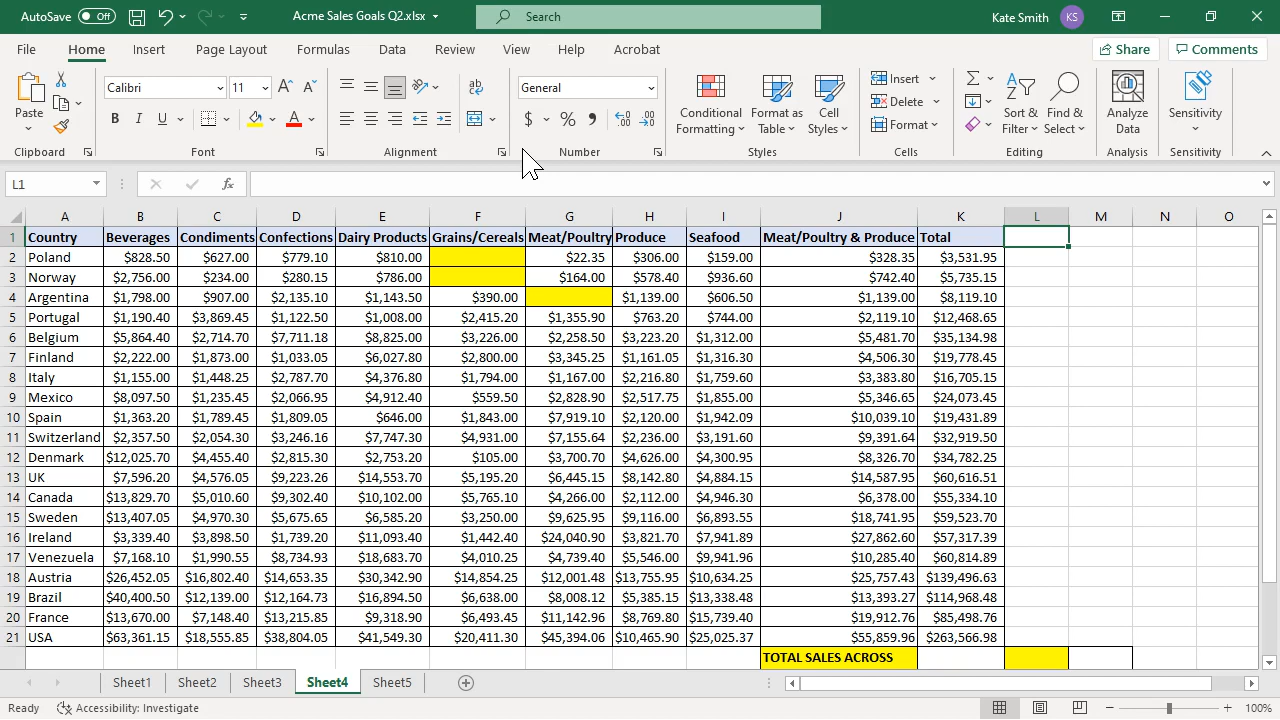 AutoSave Off Acme Sales Goals Q2.xlsx Search Kate Smith KS
File Home Insert Page Layout Formulas Data Review View Help Acrobat Share Comments
Paste Calibri 11 General Conditional Formatting Format as Table Cell Styles Insert Delete Format Sort & Filter Find & Select Analyze Data Sensitivity
Clipboard Font Alignment Number Styles Cells Editing Analysis Sensitivity
L1 fx
A B C D E F G H I J K L M N O
1 Country Beverages Condiments Confections Dairy Products Grains/Cereals Meat/Poultry Produce Seafood Meat/Poultry & Produce Total
2 Poland $828.50 $627.00 $779.10 $810.00 $22.35 $306.00 $159.00 $328.35 $3,531.95
3 Norway $2,756.00 $234.00 $280.15 $786.00 $164.00 $578.40 $936.60 $742.40 $5,735.15
4 Argentina $1,798.00 $907.00 $2,135.10 $1,143.50 $390.00 $1,139.00 $606.50 $1,139.00 $8,119.10
5 Portugal $1,190.40 $3,869.45 $1,122.50 $1,008.00 $2,415.20 $1,355.90 $763.20 $744.00 $2,119.10 $12,468.65
6 Belgium $5,864.40 $2,714.70 $7,711.18 $8,825.00 $3,226.00 $2,258.50 $3,223.20 $1,312.00 $5,481.70 $35,134.98
7 Finland $2,222.00 $1,873.00 $1,033.05 $6,027.80 $2,800.00 $3,345.25 $1,161.05 $1,316.30 $4,506.30 $19,778.45
8 Italy $1,155.00 $1,448.25 $2,787.70 $4,376.80 $1,794.00 $1,167.00 $2,216.80 $1,759.60 $3,383.80 $16,705.15
9 Mexico $8,097.50 $1,235.45 $2,066.95 $4,912.40 $559.50 $2,828.90 $2,517.75 $1,855.00 $5,346.65 $24,073.45
10 Spain $1,363.20 $1,789.45 $1,809.05 $646.00 $1,843.00 $7,919.10 $2,120.00 $1,942.09 $10,039.10 $19,431.89
11 Switzerland $2,357.50 $2,054.30 $3,246.16 $7,747.30 $4,931.00 $7,155.64 $2,236.00 $3,191.60 $9,391.64 $32,919.50
12 Denmark $12,025.70 $4,455.40 $2,815.30 $2,753.20 $105.00 $3,700.70 $4,626.00 $4,300.95 $8,326.70 $34,782.25
13 UK $7,596.20 $4,576.05 $9,223.26 $14,553.70 $5,195.20 $6,445.15 $8,142.80 $4,884.15 $14,587.95 $60,616.51
14 Canada $13,829.70 $5,010.60 $9,302.40 $10,102.00 $5,765.10 $4,266.00 $2,112.00 $4,946.30 $6,378.00 $55,334.10
15 Sweden $13,407.05 $4,970.30 $5,675.65 $6,585.20 $3,250.00 $9,625.95 $9,116.00 $6,893.55 $18,741.95 $59,523.70
16 Ireland $3,339.40 $3,898.50 $1,739.20 $11,093.40 $1,442.40 $24,040.90 $3,821.70 $7,941.89 $27,862.60 $57,317.39
17 Venezuela $7,168.10 $1,990.55 $8,734.93 $18,683.70 $4,010.25 $4,739.40 $5,546.00 $9,941.96 $10,285.40 $60,814.89
18 Austria $26,452.05 $16,802.40 $14,653.35 $30,342.90 $14,854.25 $12,001.48 $13,755.95 $10,634.25 $25,757.43 $139,496.63
19 Brazil $40,400.50 $12,139.00 $12,164.73 $16,894.50 $6,638.00 $8,008.12 $5,385.15 $13,338.48 $13,393.27 $114,968.48
20 France $13,670.00 $7,148.40 $13,215.85 $9,318.90 $6,493.45 $11,142.96 $8,769.80 $15,739.40 $19,912.76 $85,498.76
21 USA $63,361.15 $18,555.85 $38,804.05 $41,549.30 $20,411.30 $45,394.06 $10,465.90 $25,025.37 $55,859.96 $263,566.98
TOTAL SALES ACROSS
Sheet1 Sheet2 Sheet3 Sheet4 Sheet5
Ready Accessibility: Investigate 100%